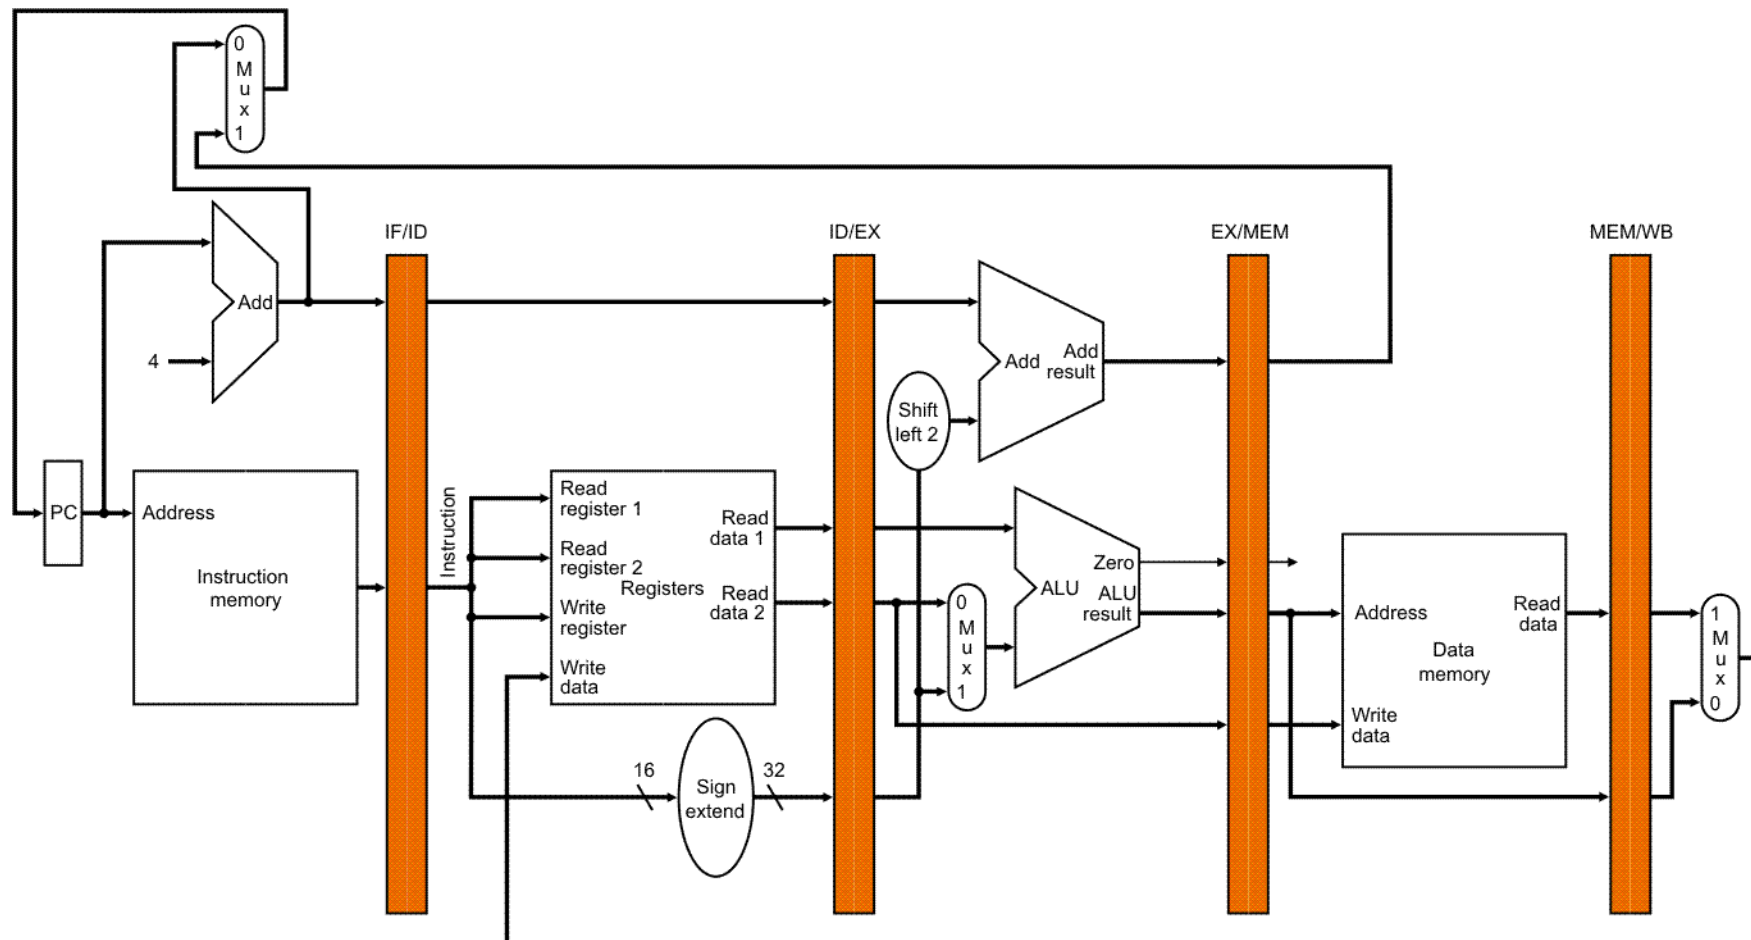 0
M
u
x
1
IF/ID
ID/EX
EX/MEM
MEM/WB
Add
4
Add
Add
result
Shift
left 2
PC
Address
Instruction
memory
Instruction
Read
register 1
Read
register 2
Registers
Write
register
Write
data
Read
data 1
Read
data 2
16
Sign
extend
32
0
M
u
x
1
Zero
ALU
ALU
result
Address
Read
data
Data
memory
Write
data
1
M
u
x
0